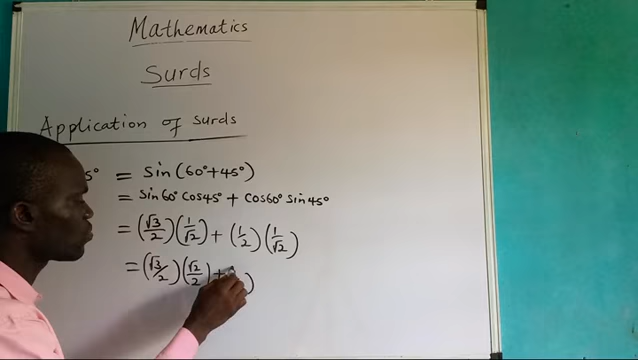 Mathematics
Surds
Application of surds
5° = sin(60°+45°)
= sin60° cos45° + cos60° sin45°
= (√3/2)(1/√2) + (1/2)(1/√2)
= (√3/2)(√2/2) + )